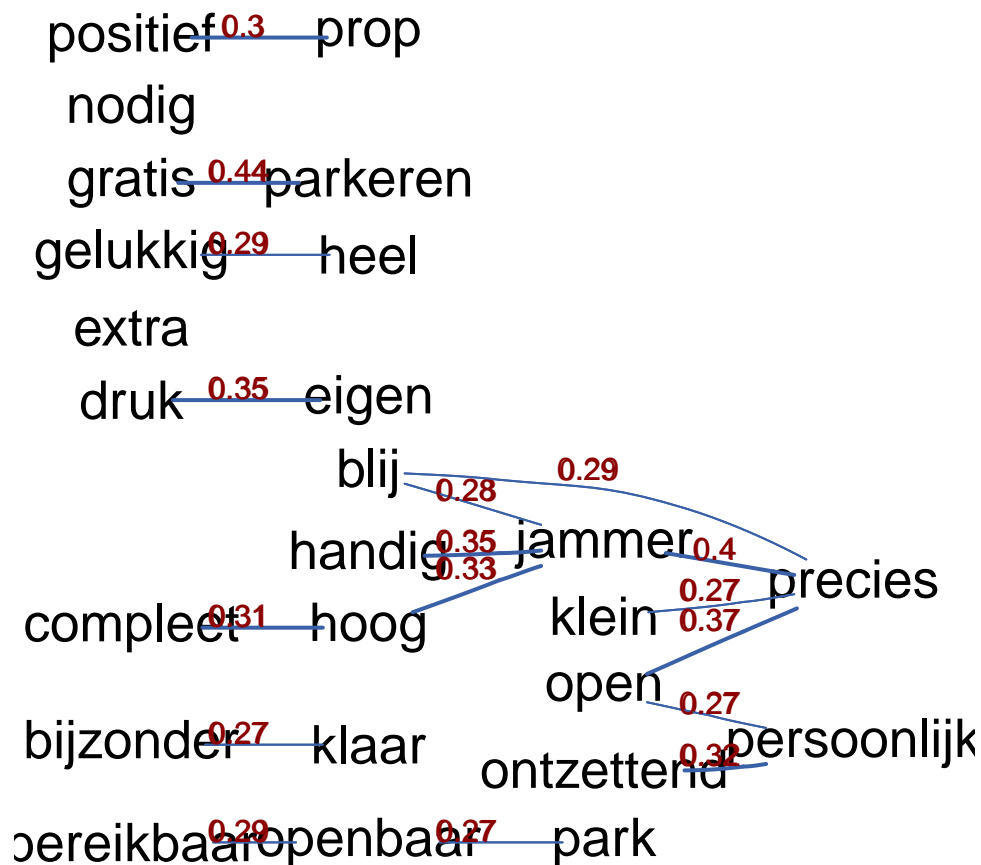 positief 0.3 prop
nodig
gratis 0.44 parkeren
gelukkig 0.29 heel
extra
druk 0.35 eigen
blij 0.29
0.28
handig 0.35 jammer 0.4
0.33 precies
0.27
compleet 0.31 hoog klein 0.37
open
0.27
bijzonder 0.27 klaar persoonlijk
ontzettend 0.32
bereikbaar 0.29 openbaar 0.27 park